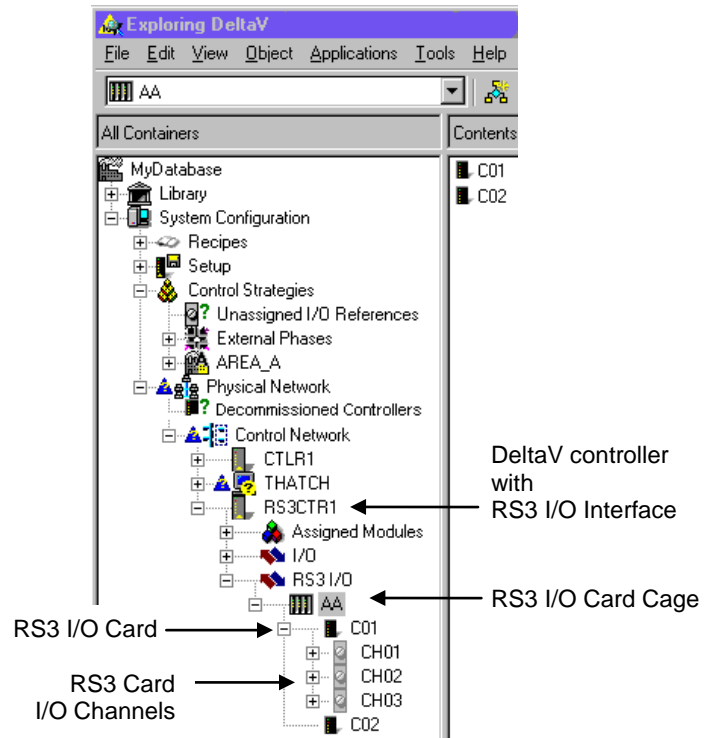 Exploring DeltaV
File Edit View Object Applications Tools Help
AA
All Containers
Contents
MyDatabase
Library
System Configuration
Recipes
Setup
Control Strategies
Unassigned I/O References
External Phases
AREA_A
Physical Network
Decommissioned Controllers
Control Network
CTLR1
THATCH
RS3CTR1
Assigned Modules
I/O
RS3 I/O
AA
C01
CH01
CH02
CH03
C02
C01
C02
DeltaV controller
with
RS3 I/O Interface
RS3 I/O Card Cage
RS3 I/O Card
RS3 Card
I/O Channels